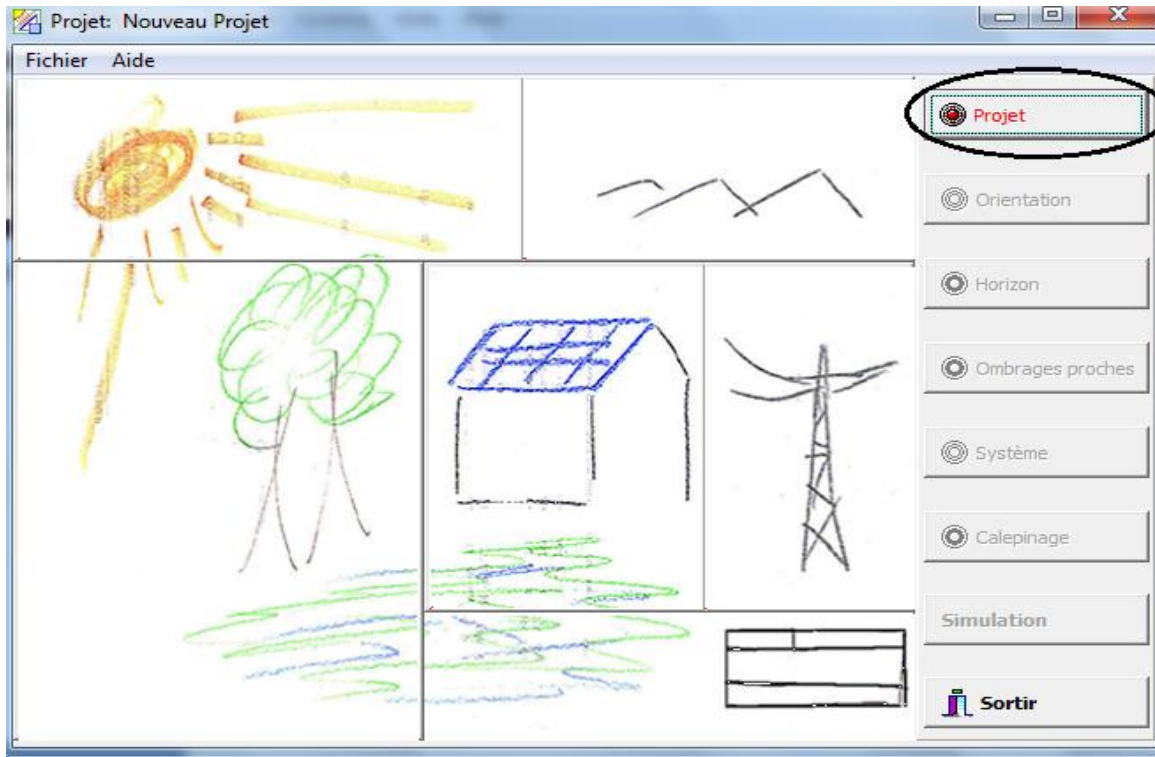 Projet: Nouveau Projet
Fichier Aide
Projet
Orientation
Horizon
Ombrages proches
Système
Calepinage
Simulation
Sortir